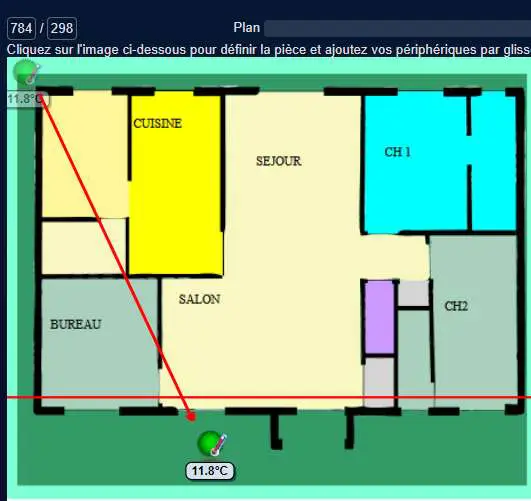 784 / 298 Plan
Cliquez sur l'image ci-dessous pour définir la pièce et ajoutez vos périphériques par glisse
11.8°C
CUISINE
SEJOUR
CH 1
SALON
CH2
BUREAU
11.8°C